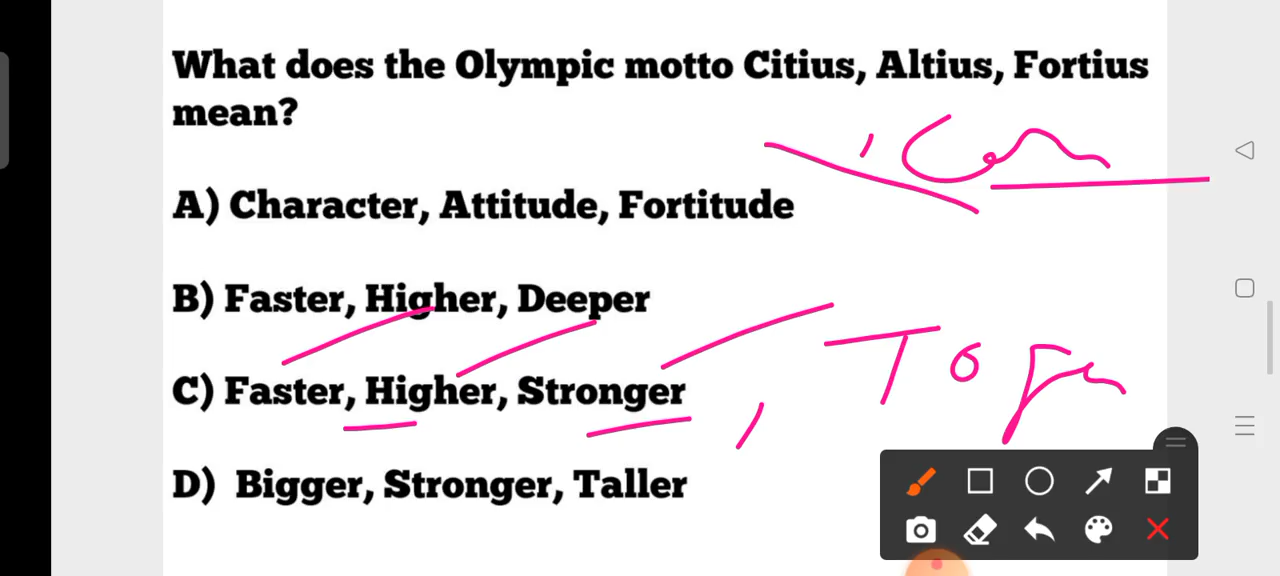 What does the Olympic motto Citius, Altius, Fortius
mean?
A) Character, Attitude, Fortitude
B) Faster, Higher, Deeper
C) Faster, Higher, Stronger
D) Bigger, Stronger, Taller